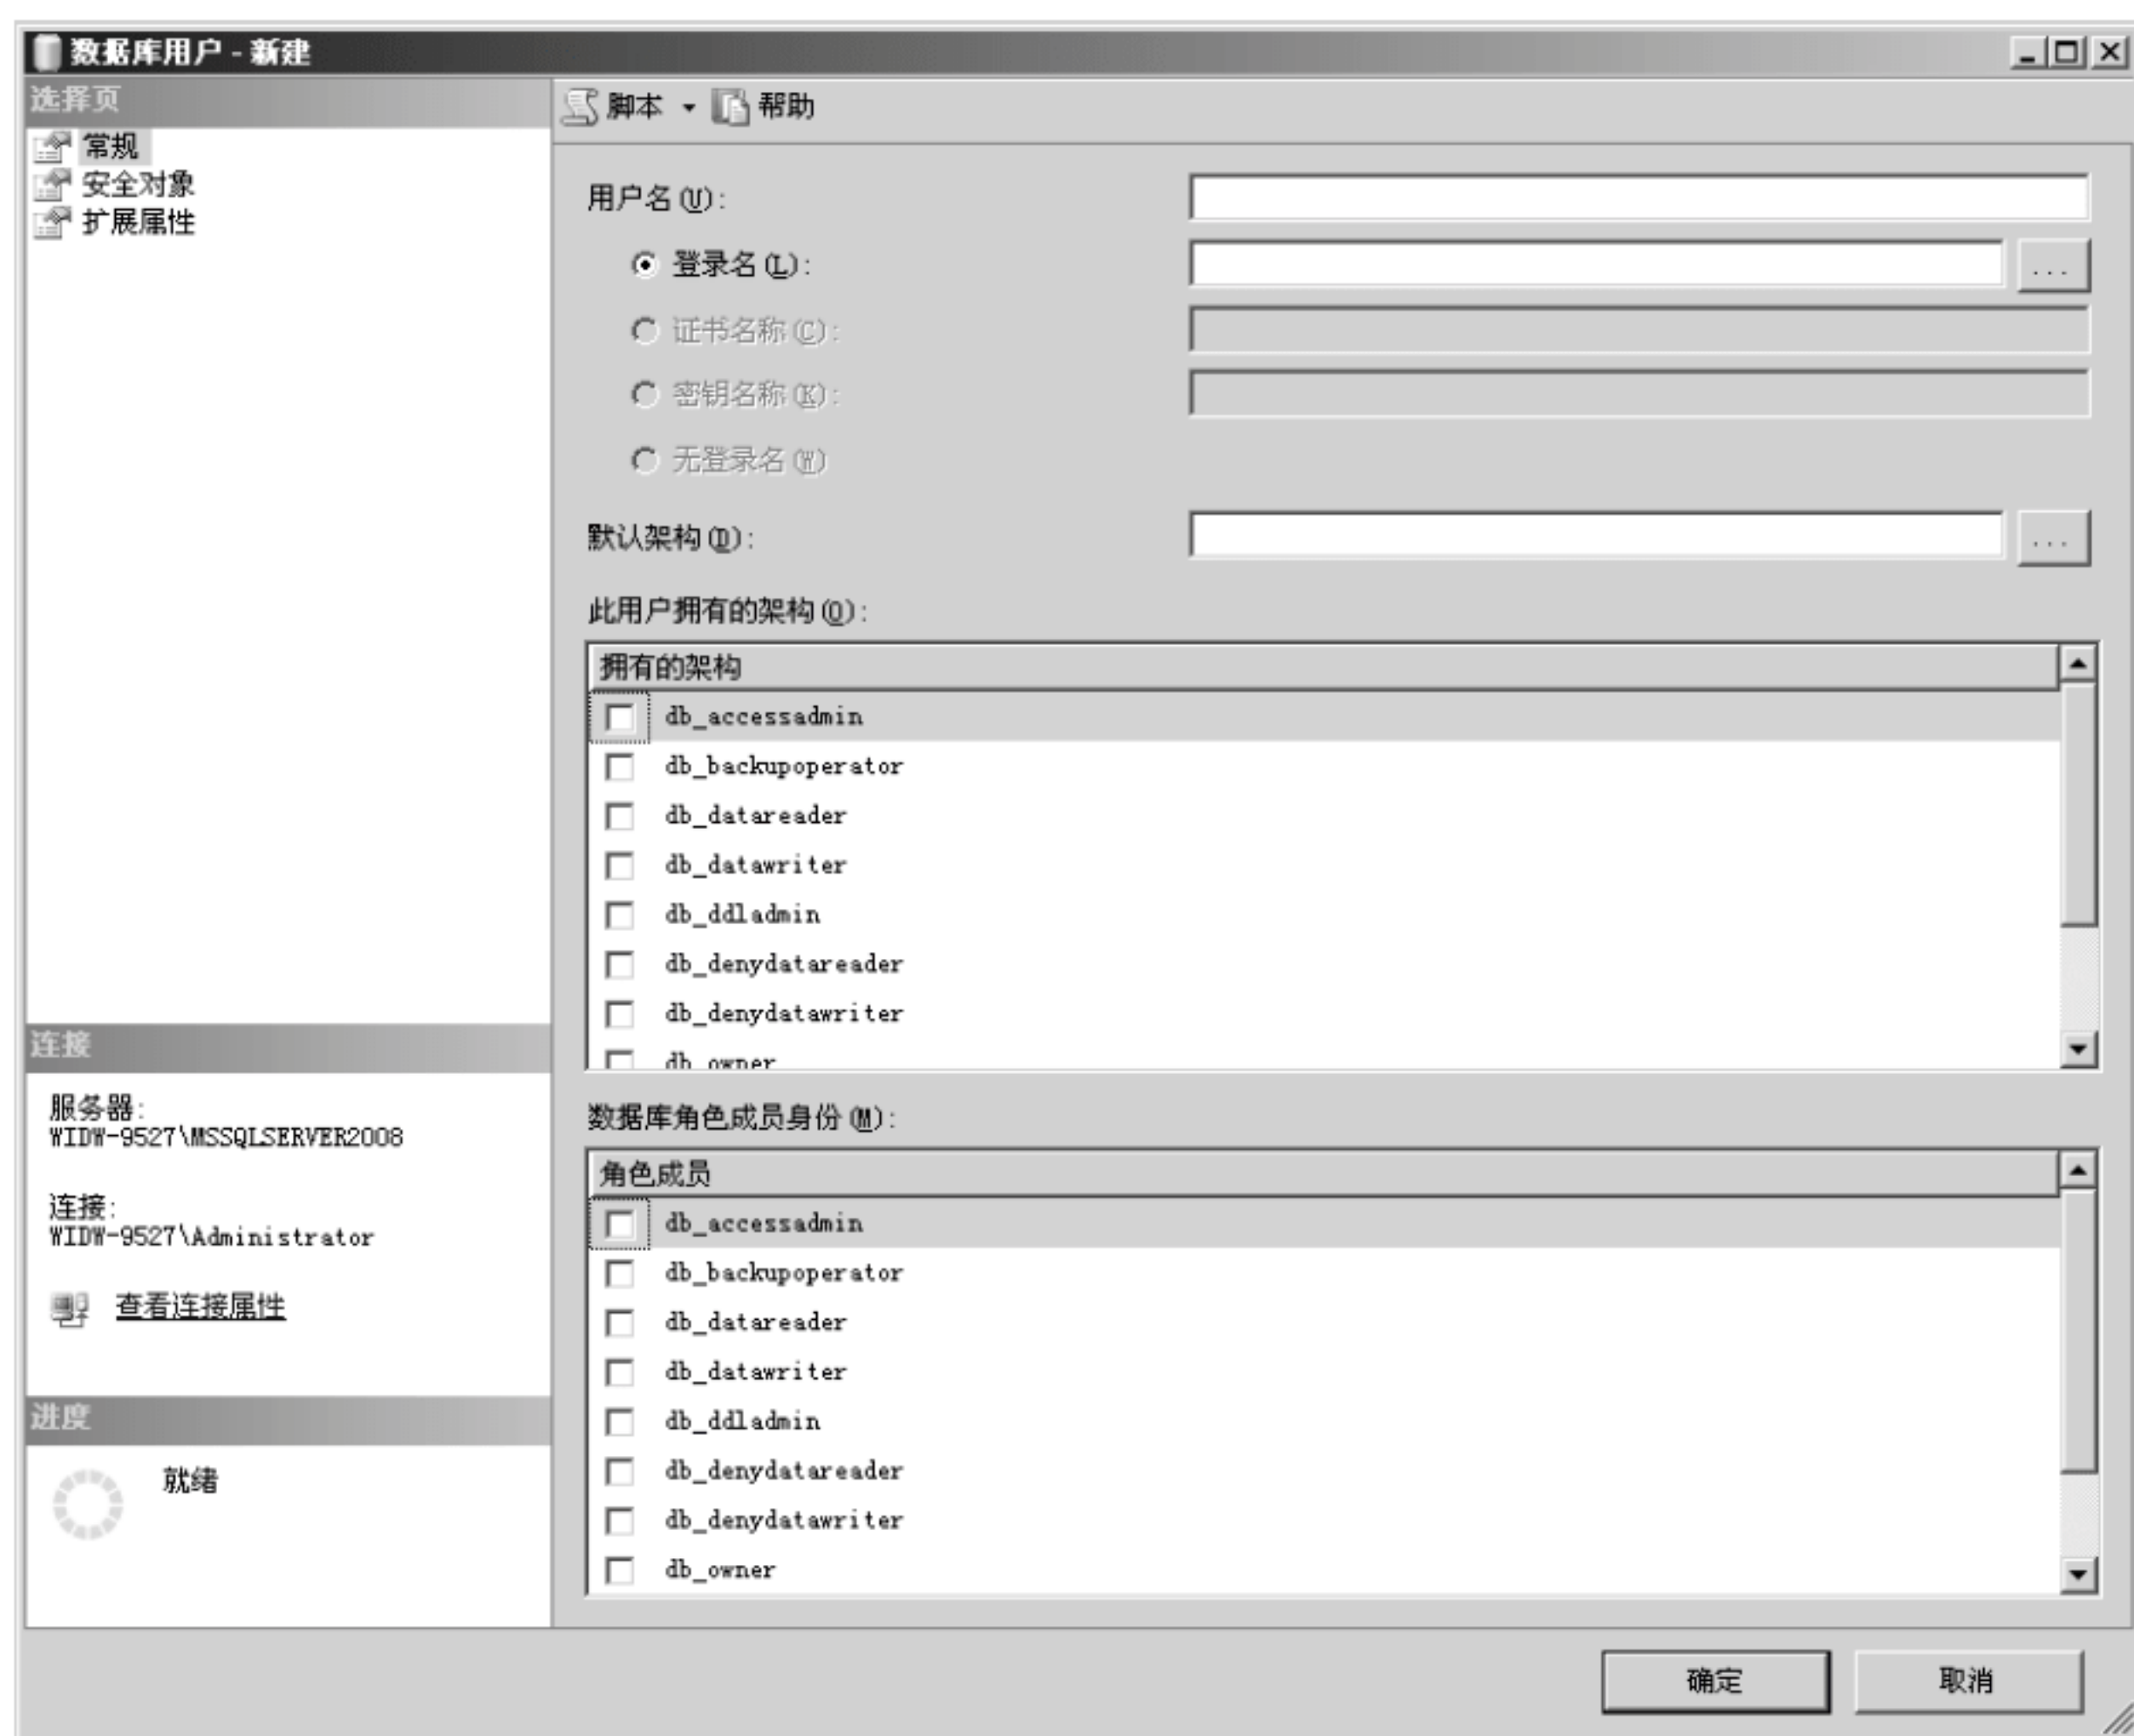 数据库用户 - 新建
选择页
常规
安全对象
扩展属性
脚本 帮助
用户名(U):
登录名(L): ...
证书名称(C):
密钥名称(K):
无登录名(W)
默认架构(D): ...
此用户拥有的架构(O):
拥有的架构
db_accessadmin
db_backupoperator
db_datareader
db_datawriter
db_ddladmin
db_denydatareader
db_denydatawriter
db_owner
数据库角色成员身份(M):
角色成员
db_accessadmin
db_backupoperator
db_datareader
db_datawriter
db_ddladmin
db_denydatareader
db_denydatawriter
db_owner
连接
服务器:
WIDW-9527\MSSQLSERVER2008
连接:
WIDW-9527\Administrator
查看连接属性
进度
就绪
确定 取消